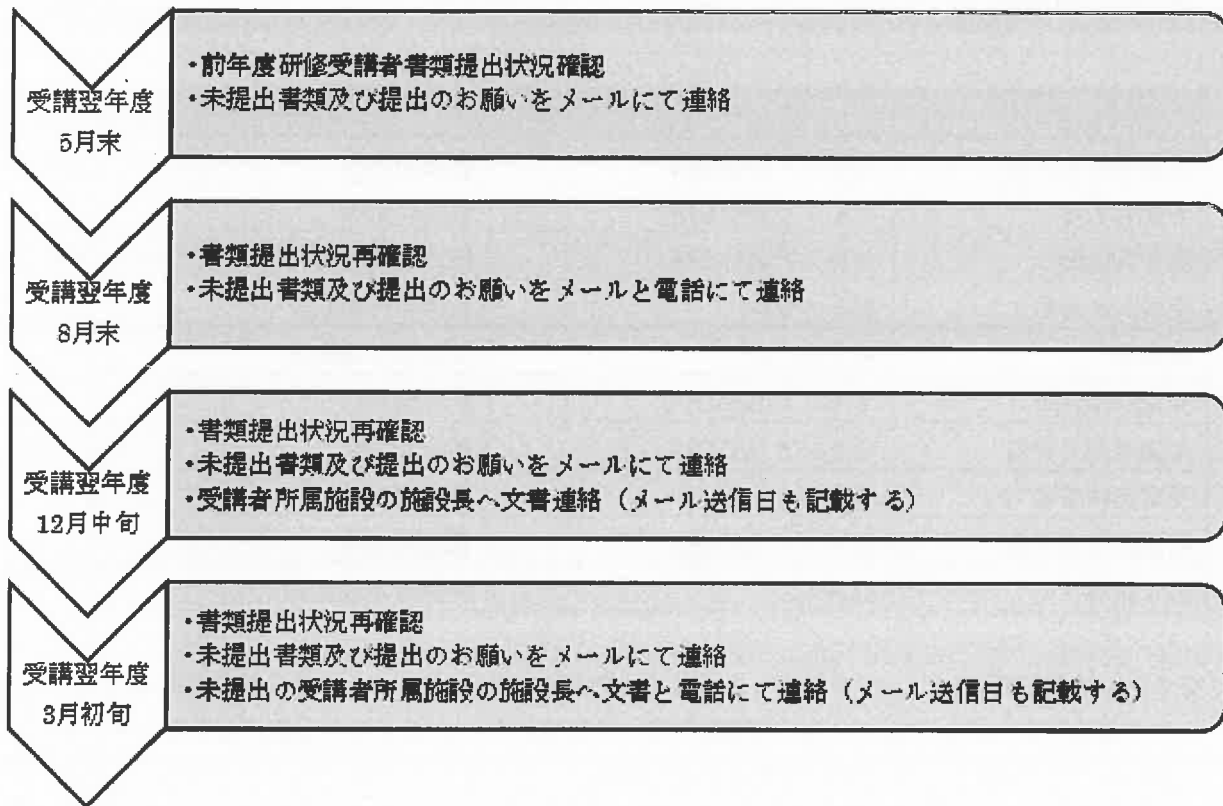 受講翌年度
5月末
・前年度研修受講者書類提出状況確認
・未提出書類及び提出のお願いをメールにて連絡
受講翌年度
8月末
・書類提出状況再確認
・未提出書類及び提出のお願いをメールと電話にて連絡
受講翌年度
12月中旬
・書類提出状況再確認
・未提出書類及び提出のお願いをメールにて連絡
・受講者所属施設の施設長へ文書連絡（メール送信日も記載する）
受講翌年度
3月初旬
・書類提出状況再確認
・未提出書類及び提出のお願いをメールにて連絡
・未提出の受講者所属施設の施設長へ文書と電話にて連絡（メール送信日も記載する）